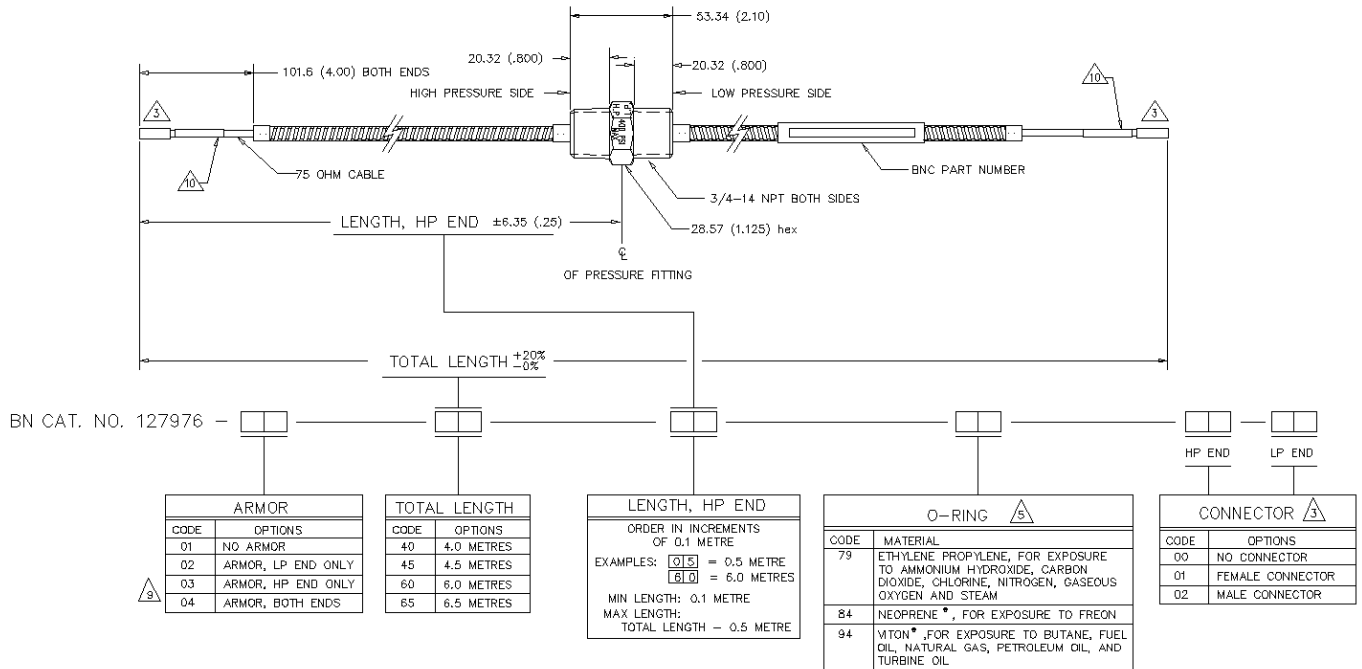 53.34 (2.10)
20.32 (.800)
20.32 (.800)
101.6 (4.00) BOTH ENDS
HIGH PRESSURE SIDE
LOW PRESSURE SIDE
3
10
3
10
75 OHM CABLE
BNC PART NUMBER
3/4-14 NPT BOTH SIDES
28.57 (1.125) hex
LENGTH, HP END ±6.35 (.25)
℄
OF PRESSURE FITTING
TOTAL LENGTH +20% -0%
BN CAT. NO. 127976 -
HP END
LP END
ARMOR
CODE OPTIONS
01 NO ARMOR
02 ARMOR, LP END ONLY
03 ARMOR, HP END ONLY
9
04 ARMOR, BOTH ENDS
TOTAL LENGTH
CODE OPTIONS
40 4.0 METRES
45 4.5 METRES
60 6.0 METRES
65 6.5 METRES
LENGTH, HP END
ORDER IN INCREMENTS
OF 0.1 METRE
EXAMPLES: 0 5 = 0.5 METRE
6 0 = 6.0 METRES
MIN LENGTH: 0.1 METRE
MAX LENGTH:
TOTAL LENGTH - 0.5 METRE
O-RING 5
CODE MATERIAL
79 ETHYLENE PROPYLENE, FOR EXPOSURE
TO AMMONIUM HYDROXIDE, CARBON
DIOXIDE, CHLORINE, NITROGEN, GASEOUS
OXYGEN AND STEAM
84 NEOPRENE*, FOR EXPOSURE TO FREON
94 VITON*,FOR EXPOSURE TO BUTANE, FUEL
OIL, NATURAL GAS, PETROLEUM OIL, AND
TURBINE OIL
CONNECTOR 3
CODE OPTIONS
00 NO CONNECTOR
01 FEMALE CONNECTOR
02 MALE CONNECTOR